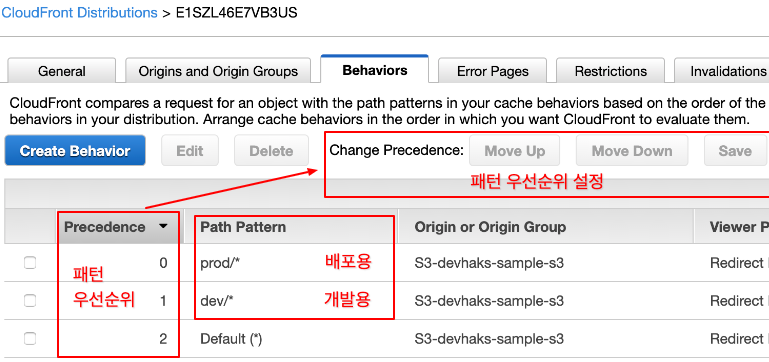 CloudFront Distributions > E1SZL46E7VB3US
General Origins and Origin Groups Behaviors Error Pages Restrictions Invalidations
CloudFront compares a request for an object with the path patterns in your cache behaviors based on the order of the
behaviors in your distribution. Arrange cache behaviors in the order in which you want CloudFront to evaluate them.
Create Behavior Edit Delete Change Precedence: Move Up Move Down Save
패턴 우선순위 설정
Precedence Path Pattern Origin or Origin Group Viewer P
0 prod/* 배포용 S3-devhaks-sample-s3 Redirect
패턴
우선순위 1 dev/* 개발용 S3-devhaks-sample-s3 Redirect
2 Default (*) S3-devhaks-sample-s3 Redirect